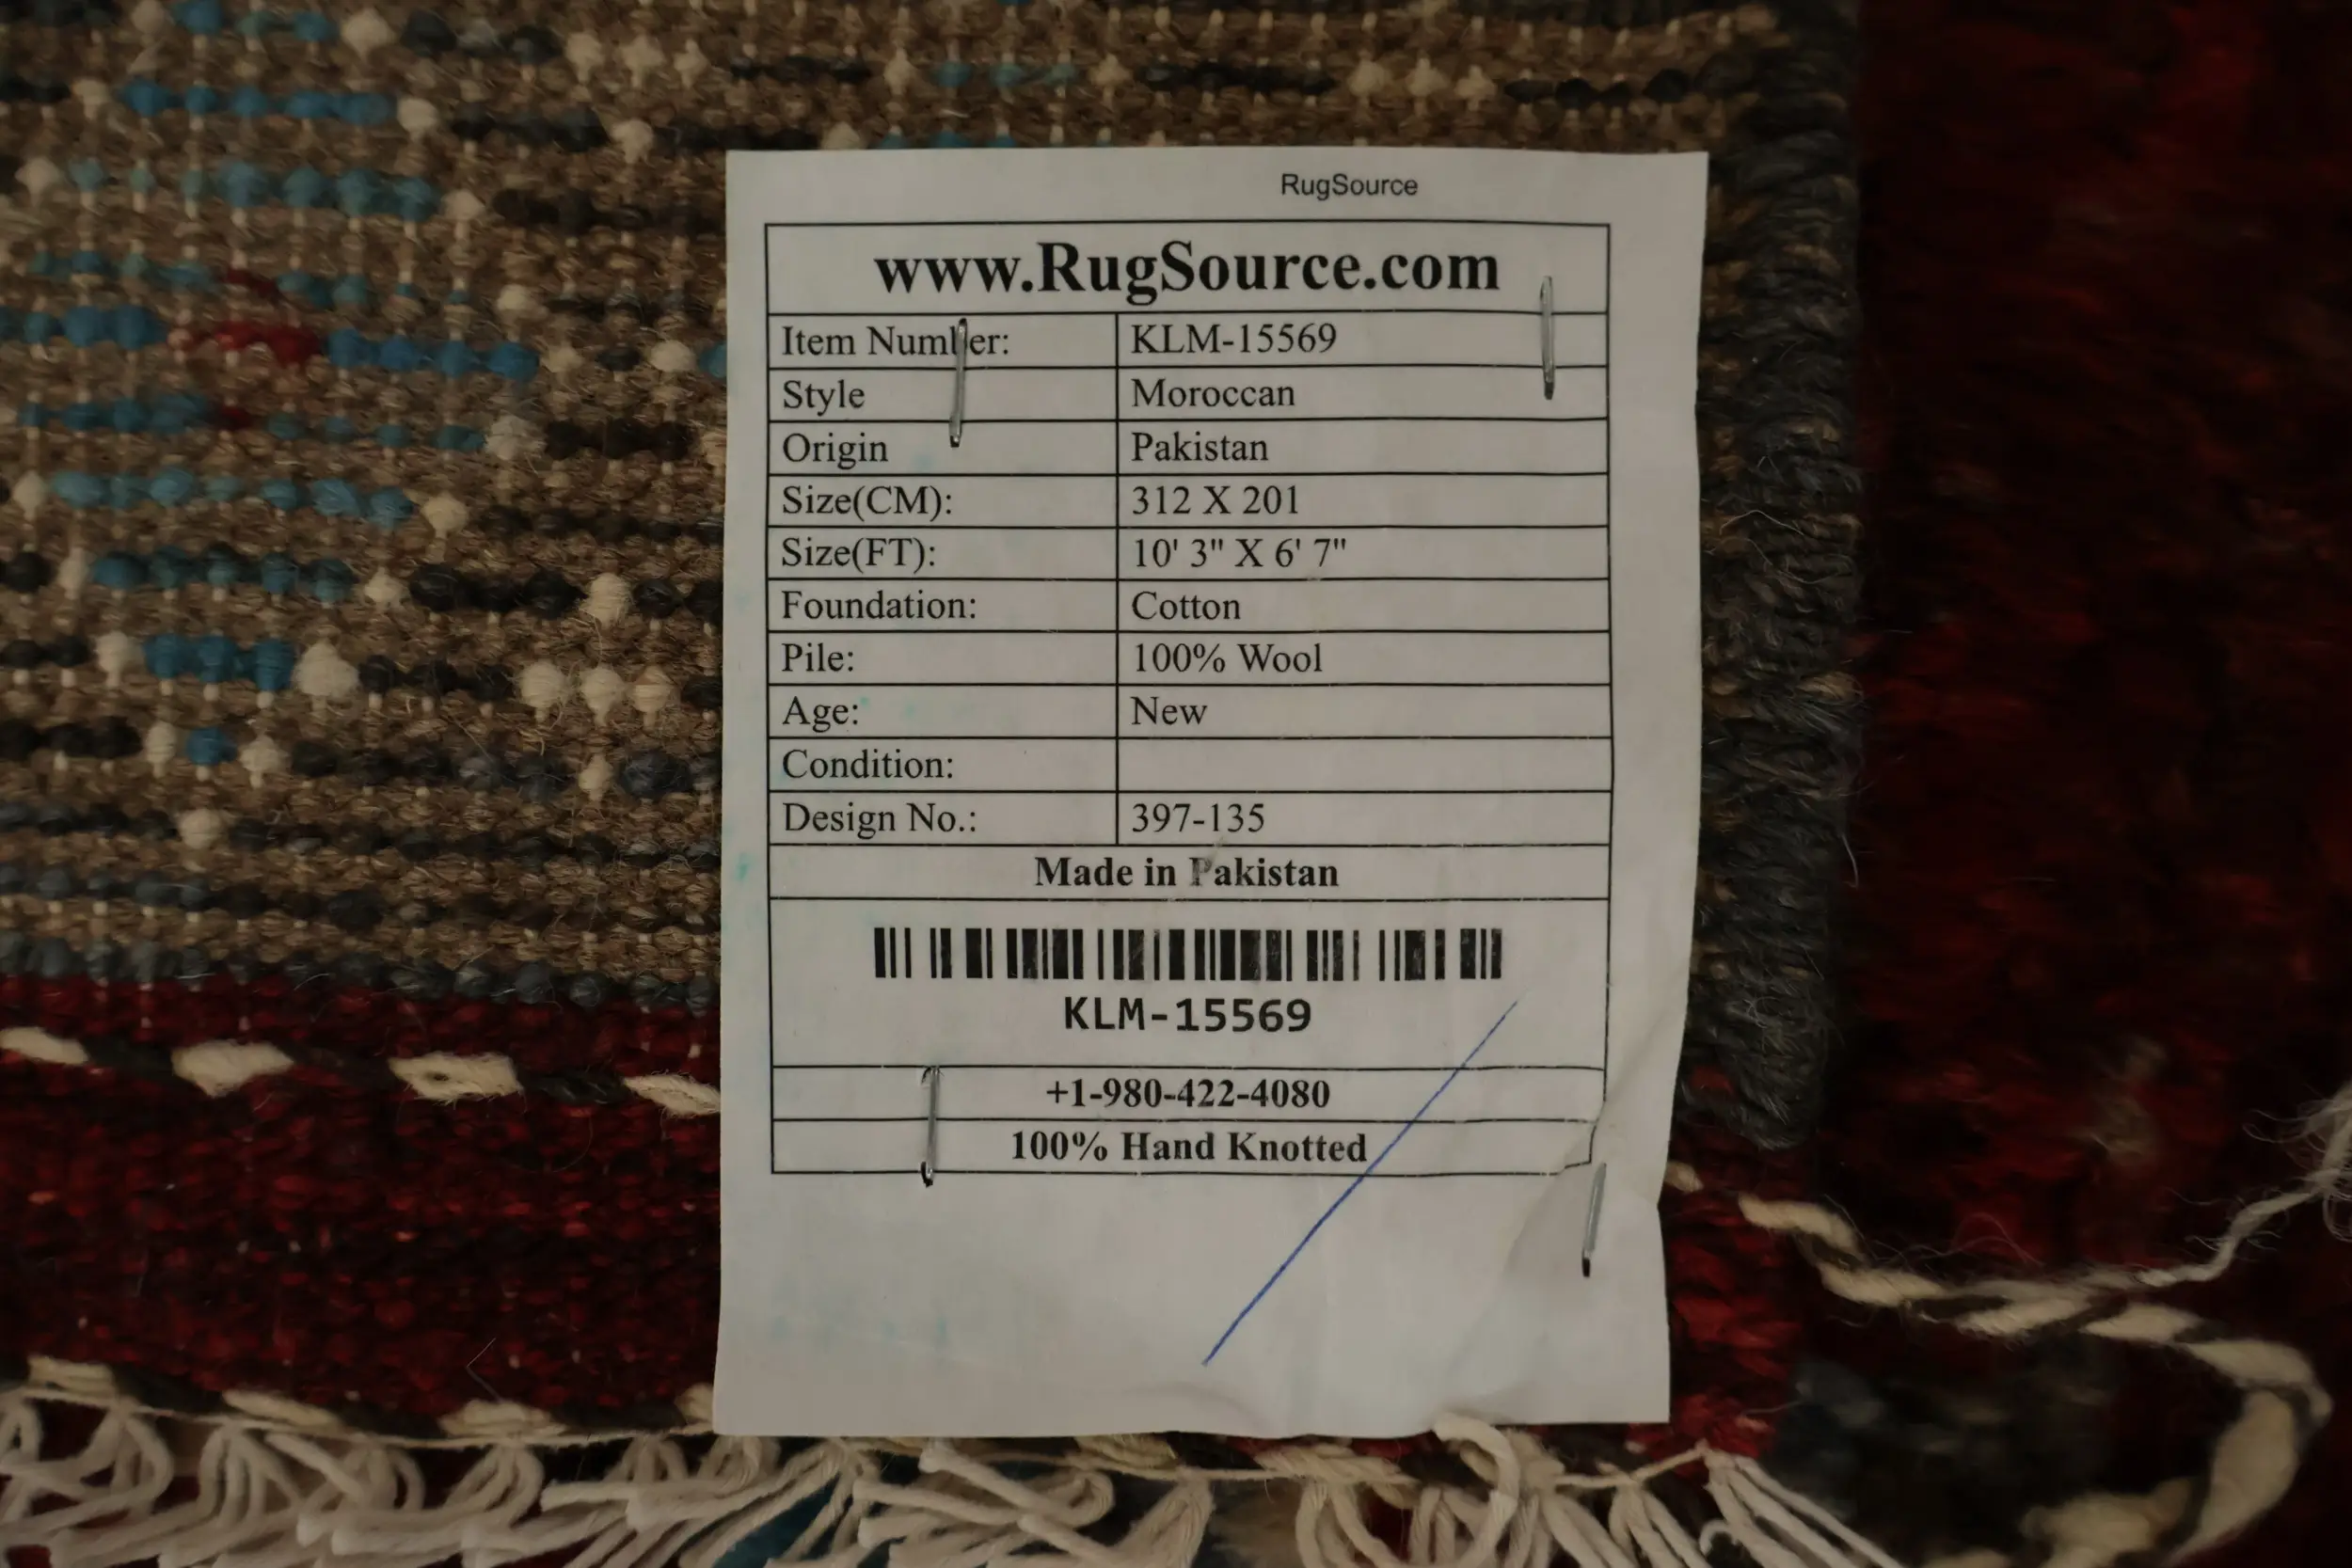 RugSource
www.RugSource.com
Item Number: KLM-15569
Style Moroccan
Origin Pakistan
Size(CM): 312 X 201
Size(FT): 10' 3" X 6' 7"
Foundation: Cotton
Pile: 100% Wool
Age: New
Condition:
Design No.: 397-135
Made in Pakistan
KLM-15569
+1-980-422-4080
100% Hand Knotted